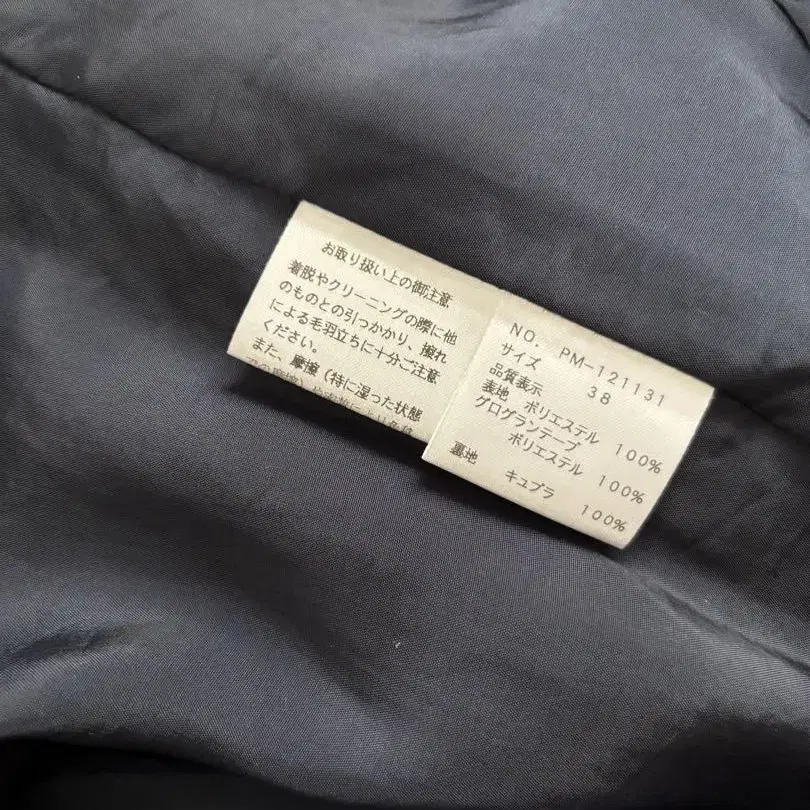 お取り扱い上の御注意
着脱やクリーニングの際に他
のものとの引っかかり、擦れ
による毛羽立ちに十分ご注意
ください。
また、摩擦（特に湿った状態
NO. PM-121131
サイズ 38
品質表示
表地 ポリエステル 100%
グログランテープ
ポリエステル 100%
裏地 キュプラ 100%